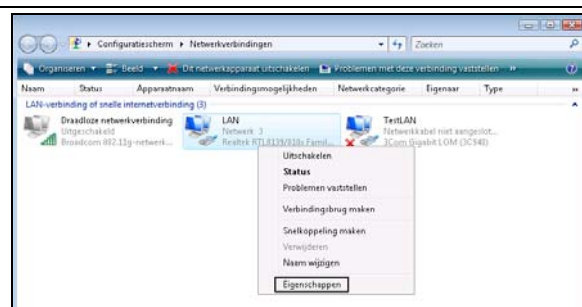 Configuratiescherm ▸ Netwerkverbindingen
Zoeken
Organiseren Beeld Dit netwerkapparaat uitschakelen Problemen met deze verbinding vaststellen »
Naam Status Apparaatnaam Verbindingsmogelijkheden Netwerkcategorie Eigenaar Type »
LAN-verbinding of snelle internetverbinding (3)
Draadloze netwerkverbinding
Uitgeschakeld
Broadcom 802.11g-netwerk...
LAN
Netwerk 3
Realtek RTL8139/810x Famil...
TestLAN
Netwerkkabel niet aangeslot...
3Com Gigabit LOM (3C940)
Uitschakelen
Status
Problemen vaststellen
Verbindingsbrug maken
Snelkoppeling maken
Verwijderen
Naam wijzigen
Eigenschappen